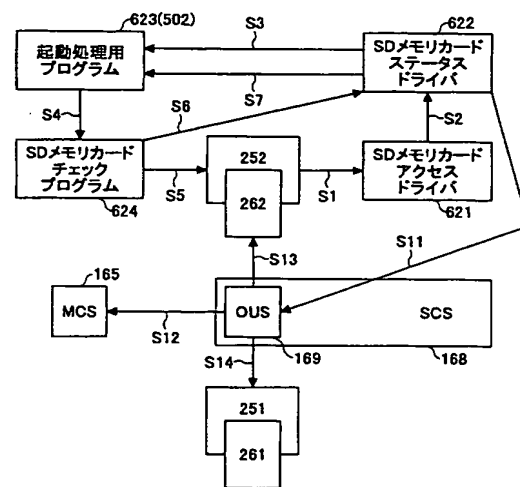 623(502)
S3
622
起動処理用
プログラム
S7
SDメモリカード
ステータス
ドライバ
S4
S6
S2
SDメモリカード
チェック
プログラム
S5
252
262
S1
SDメモリカード
アクセス
ドライバ
624
621
S13
S11
165
MCS
S12
OUS
SCS
S14
169
168
251
261